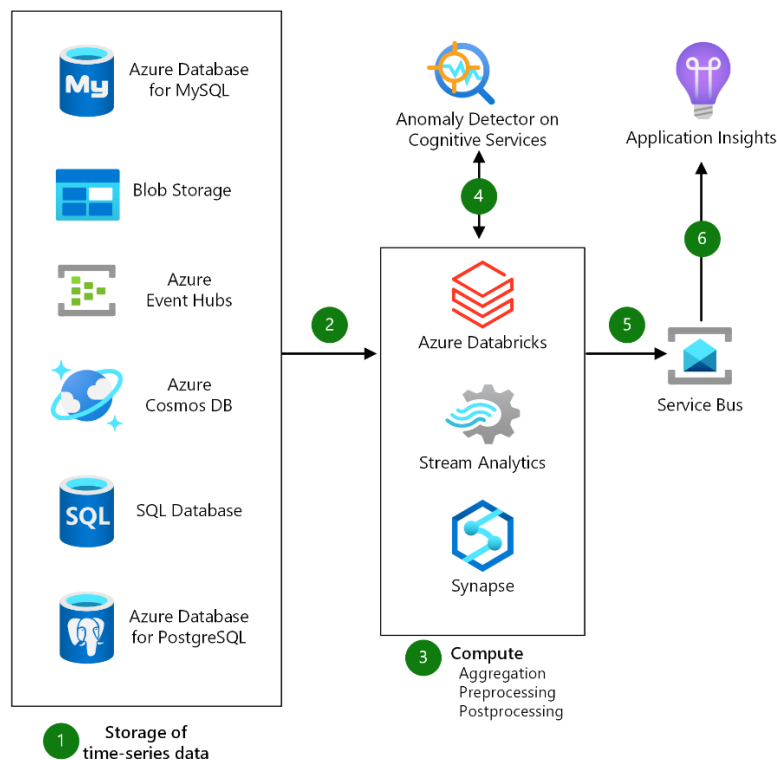 My
Azure Database
for MySQL
Blob Storage
Azure
Event Hubs
Azure
Cosmos DB
SQL
SQL Database
Azure Database
for PostgreSQL
1
Storage of
time-series data
2
Anomaly Detector on
Cognitive Services
4
Azure Databricks
Stream Analytics
Synapse
3
Compute
Aggregation
Preprocessing
Postprocessing
5
Application Insights
6
Service Bus